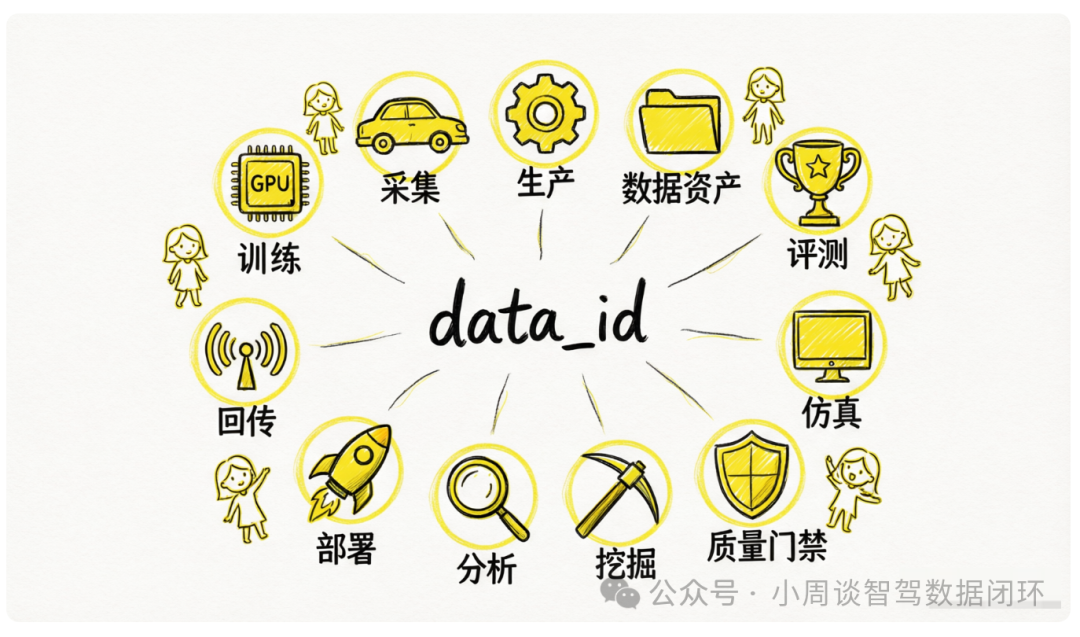 采集
生产
数据资产
GPU
训练
评测
data_id
回传
仿真
部署
分析
挖掘
质量门禁
公众号 · 小周谈智驾数据闭环